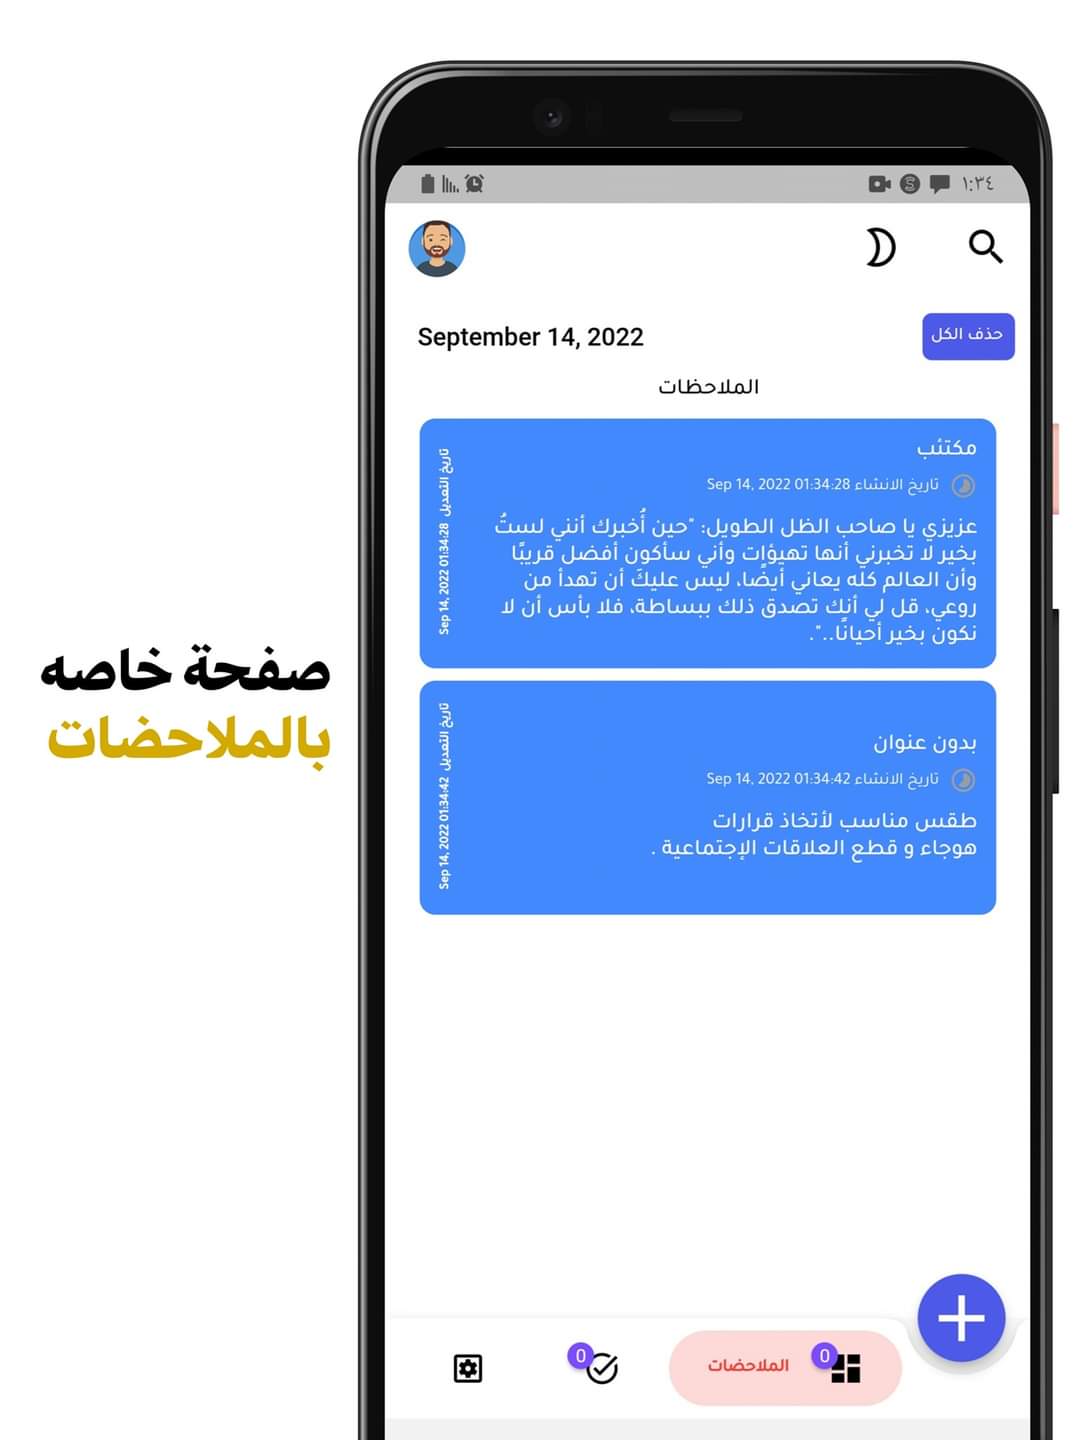 ١:٣٤
September 14, 2022
حذف الكل
الملاحظات
مكتئب
تاريخ الانشاء Sep 14, 2022 01:34:28
عزيزي يا صاحب الظل الطويل: "حين أُخبرك أنني لستُ
بخير لا تخبرني أنها تهيؤات وأني سأكون أفضل قريبًا
وأن العالم كله يعاني أيضًا، ليس عليكَ أن تهدأ من
روعي، قل لي أنك تصدق ذلك ببساطة، فلا بأس أن لا
نكون بخير أحيانًا..".
تاريخ التعديل Sep 14, 2022 01:34:28
بدون عنوان
تاريخ الانشاء Sep 14, 2022 01:34:42
طقس مناسب لأتخاذ قرارات
هوجاء و قطع العلاقات الإجتماعية .
تاريخ التعديل Sep 14, 2022 01:34:42
صفحة خاصه
بالملاحضات
0
الملاحضات
0